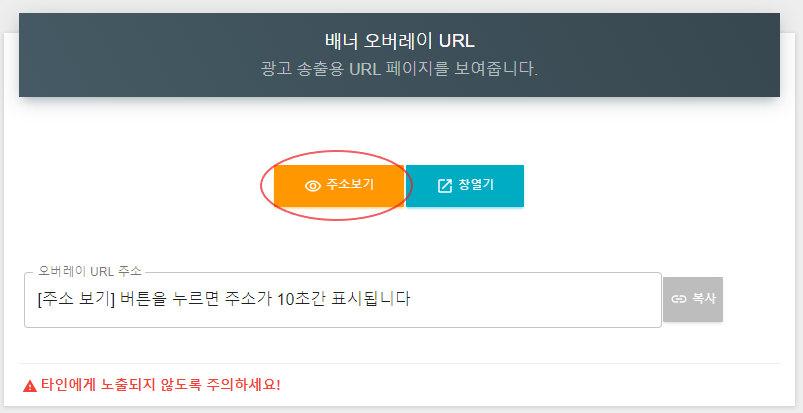 배너 오버레이 URL
광고 송출용 URL 페이지를 보여줍니다.
주소보기
창열기
오버레이 URL 주소
[주소 보기] 버튼을 누르면 주소가 10초간 표시됩니다
복사
타인에게 노출되지 않도록 주의하세요!